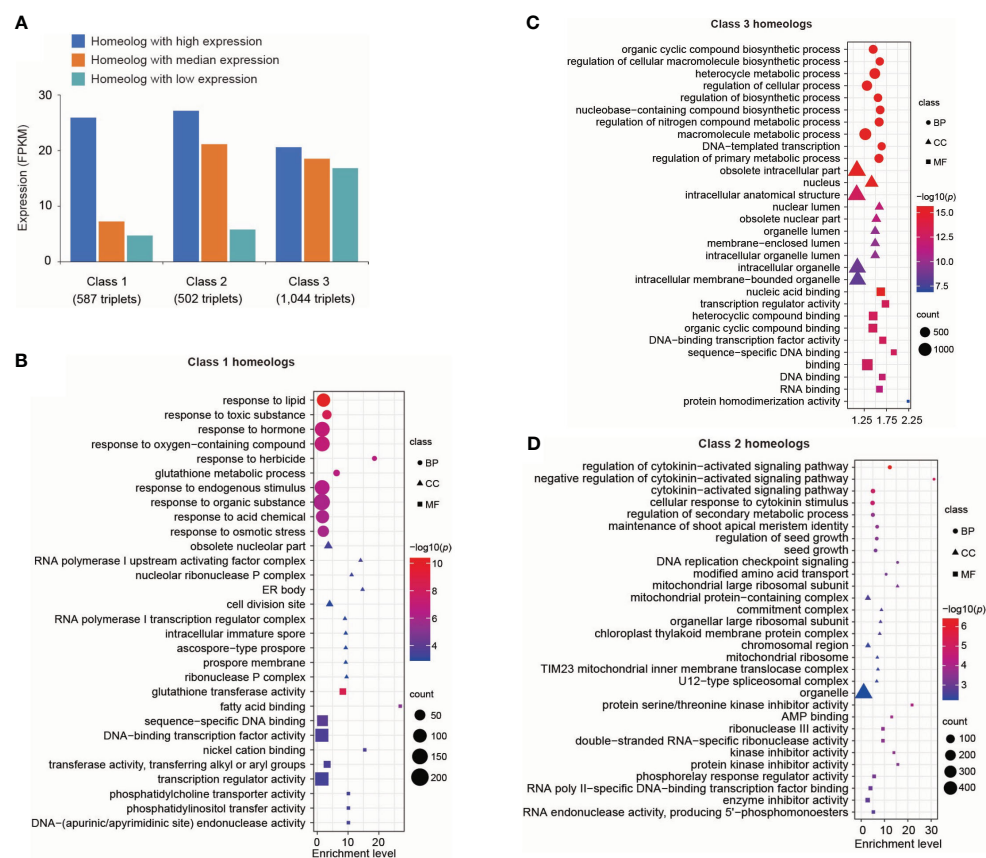 A
Homeolog with high expression
Homeolog with median expression
Homeolog with low expression
Expression (FPKM)
30
20
10
0
Class 1
(587 triplets)
Class 2
(502 triplets)
Class 3
(1,044 triplets)
B
Class 1 homeologs
response to lipid
response to toxic substance
response to hormone
response to oxygen−containing compound
response to herbicide
glutathione metabolic process
response to endogenous stimulus
response to organic substance
response to acid chemical
response to osmotic stress
obsolete nucleolar part
RNA polymerase I upstream activating factor complex
nucleolar ribonuclease P complex
ER body
cell division site
RNA polymerase I transcription regulator complex
intracellular immature spore
ascospore−type prospore
prospore membrane
ribonuclease P complex
glutathione transferase activity
fatty acid binding
sequence−specific DNA binding
DNA−binding transcription factor activity
nickel cation binding
transferase activity, transferring alkyl or aryl groups
transcription regulator activity
phosphatidylcholine transporter activity
phosphatidylinositol transfer activity
DNA−(apurinic/apyrimidinic site) endonuclease activity
0 10 20
Enrichment level
class
BP
CC
MF
−log10(p)
10
8
6
4
count
50
100
150
200
C
Class 3 homeologs
organic cyclic compound biosynthetic process
regulation of cellular macromolecule biosynthetic process
heterocycle metabolic process
regulation of cellular process
regulation of biosynthetic process
nucleobase−containing compound biosynthetic process
regulation of nitrogen compound metabolic process
macromolecule metabolic process
DNA−templated transcription
regulation of primary metabolic process
obsolete intracellular part
nucleus
intracellular anatomical structure
nuclear lumen
obsolete nuclear part
organelle lumen
membrane−enclosed lumen
intracellular organelle lumen
intracellular organelle
intracellular membrane−bounded organelle
nucleic acid binding
transcription regulator activity
heterocyclic compound binding
organic cyclic compound binding
DNA−binding transcription factor activity
sequence−specific DNA binding
binding
DNA binding
RNA binding
protein homodimerization activity
1.25 1.75 2.25
class
BP
CC
MF
−log10(p)
15.0
12.5
10.0
7.5
count
500
1000
D
Class 2 homeologs
regulation of cytokinin−activated signaling pathway
negative regulation of cytokinin−activated signaling pathway
cytokinin−activated signaling pathway
cellular response to cytokinin stimulus
regulation of secondary metabolic process
maintenance of shoot apical meristem identity
regulation of seed growth
seed growth
DNA replication checkpoint signaling
modified amino acid transport
mitochondrial large ribosomal subunit
mitochondrial protein−containing complex
commitment complex
organellar large ribosomal subunit
chloroplast thylakoid membrane protein complex
chromosomal region
mitochondrial ribosome
TIM23 mitochondrial inner membrane translocase complex
U12−type spliceosomal complex
organelle
protein serine/threonine kinase inhibitor activity
AMP binding
ribonuclease III activity
double−stranded RNA−specific ribonuclease activity
kinase inhibitor activity
protein kinase inhibitor activity
phosphorelay response regulator activity
RNA poly II−specific DNA−binding transcription factor binding
enzyme inhibitor activity
RNA endonuclease activity, producing 5'−phosphomonoesters
0 10 20 30
Enrichment level
class
BP
CC
MF
−log10(p)
6
5
4
3
count
100
200
300
400